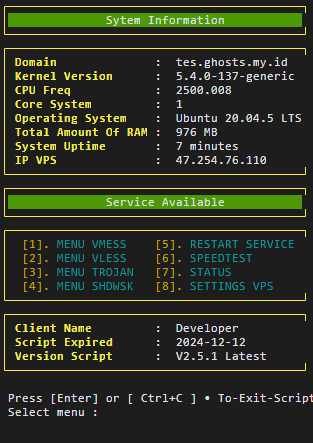 Sytem Information
Domain : tes.ghosts.my.id
Kernel Version : 5.4.0-137-generic
CPU Freq : 2500.008
Core System : 1
Operating System : Ubuntu 20.04.5 LTS
Total Amount Of RAM : 976 MB
System Uptime : 7 minutes
IP VPS : 47.254.76.110
Service Available
[1]. MENU VMESS [5]. RESTART SERVICE
[2]. MENU VLESS [6]. SPEEDTEST
[3]. MENU TROJAN [7]. STATUS
[4]. MENU SHDWSK [8]. SETTINGS VPS
Client Name : Developer
Script Expired : 2024-12-12
Version Script : V2.5.1 Latest
Press [Enter] or [ Ctrl+C ] • To-Exit-Script
Select menu :